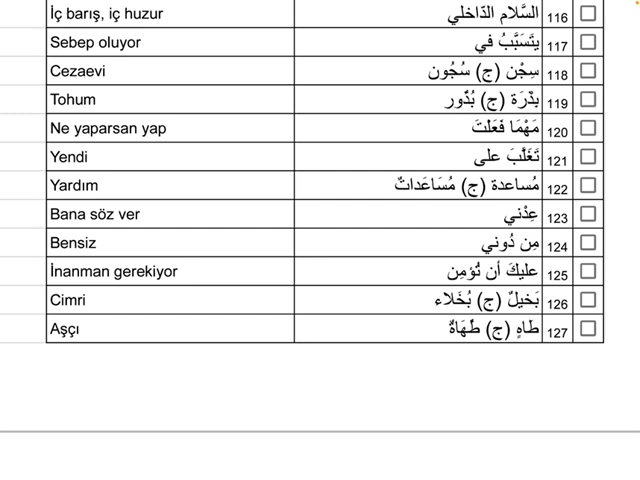 İç barış, iç huzur السَّلام الدّاخلي 116
Sebep oluyor يتَسَبَّبُ في 117
Cezaevi سِجْن (ج) سُجُون 118
Tohum بِذْرَة (ج) بُذُور 119
Ne yaparsan yap مَهْمَا فَعَلْتَ 120
Yendi تَغَلَّبَ على 121
Yardım مُساعدة (ج) مُسَاعَداتٌ 122
Bana söz ver عِدْني 123
Bensiz مِن دُوني 124
İnanman gerekiyor عليكَ أن تُؤمِن 125
Cimri بَخيلٌ (ج) بُخَلاء 126
Aşçı طَاهٍ (ج) طُهَاةٌ 127